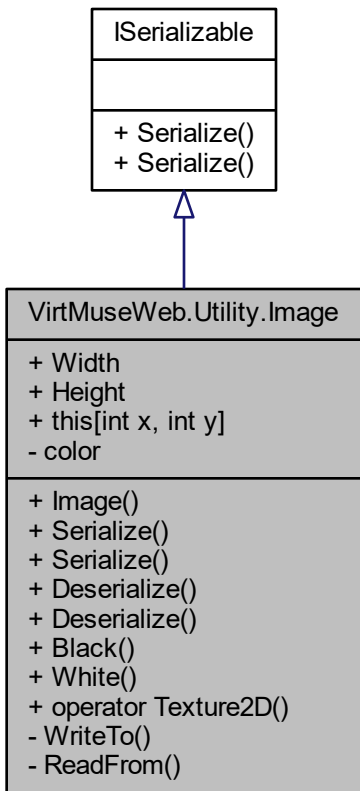 ISerializable
+ Serialize()
+ Serialize()
VirtMuseWeb.Utility.Image
+ Width
+ Height
+ this[int x, int y]
- color
+ Image()
+ Serialize()
+ Serialize()
+ Deserialize()
+ Deserialize()
+ Black()
+ White()
+ operator Texture2D()
- WriteTo()
- ReadFrom()